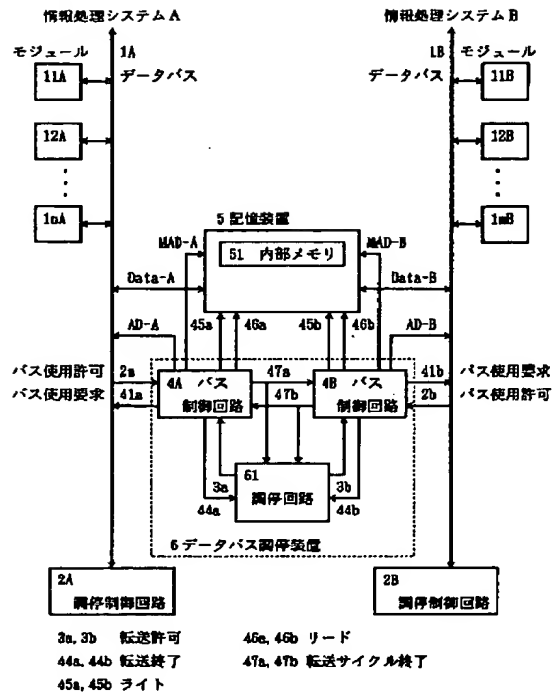 情報処理システムA 情報処理システムB
モジュール 1A 1B モジュール
11A データバス データバス 11B
12A 12B
1nA 1mB
5 記憶装置
MAD-A 51 内部メモリ MAD-B
Data-A Data-B
45a 46a 45b 46b
AD-A AD-B
バス使用許可 2a 4A バス 47a 4B バス 41b バス使用要求
バス使用要求 41a 制御回路 47b 制御回路 2b バス使用許可
3a 61 3b
44a 調停回路 44b
6 データバス調停装置
2A 2B
調停制御回路 調停制御回路
3a, 3b 転送許可 46a, 46b リード
44a, 44b 転送終了 47a, 47b 転送サイクル終了
45a, 45b ライト